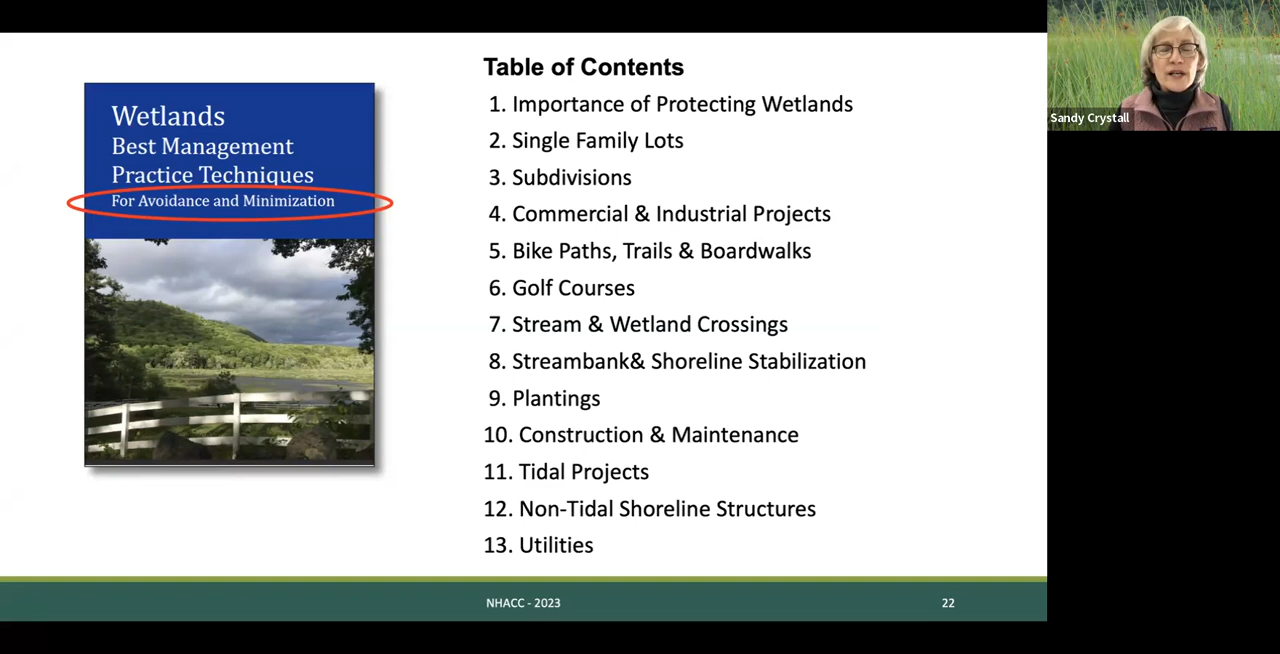 Wetlands
Best Management
Practice Techniques
For Avoidance and Minimization
Table of Contents
1. Importance of Protecting Wetlands
2. Single Family Lots
3. Subdivisions
4. Commercial & Industrial Projects
5. Bike Paths, Trails & Boardwalks
6. Golf Courses
7. Stream & Wetland Crossings
8. Streambank& Shoreline Stabilization
9. Plantings
10. Construction & Maintenance
11. Tidal Projects
12. Non-Tidal Shoreline Structures
13. Utilities
NHACC - 2023
22
Sandy Crystall